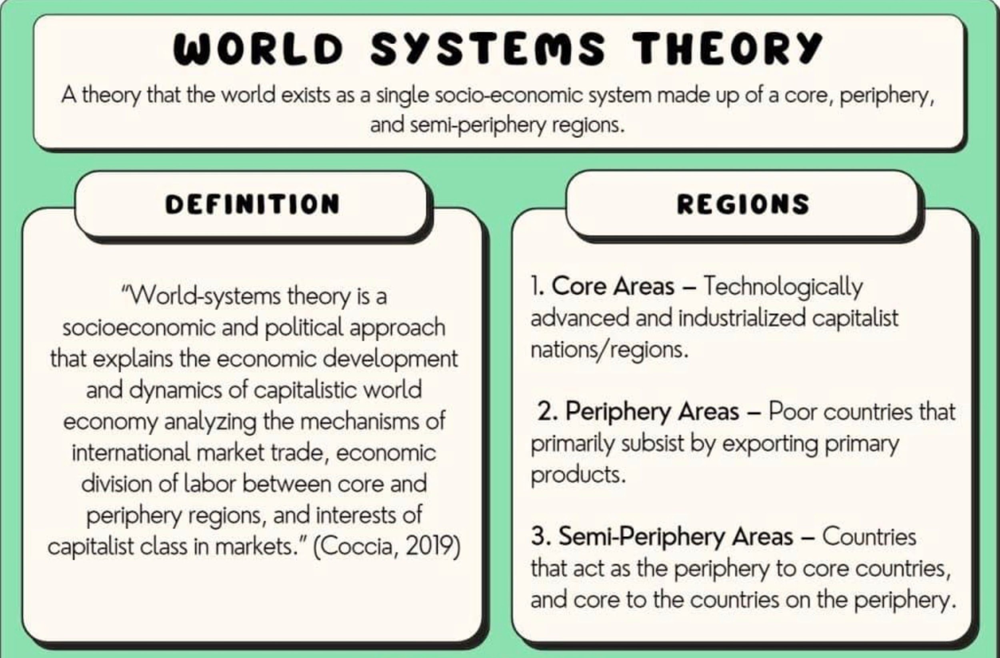 WORLD SYSTEMS THEORY
A theory that the world exists as a single socio-economic system made up of a core, periphery,
and semi-periphery regions.
DEFINITION
“World-systems theory is a
socioeconomic and political approach
that explains the economic development
and dynamics of capitalistic world
economy analyzing the mechanisms of
international market trade, economic
division of labor between core and
periphery regions, and interests of
capitalist class in markets.” (Coccia, 2019)
REGIONS
1. Core Areas – Technologically
advanced and industrialized capitalist
nations/regions.
2. Periphery Areas – Poor countries that
primarily subsist by exporting primary
products.
3. Semi-Periphery Areas – Countries
that act as the periphery to core countries,
and core to the countries on the periphery.